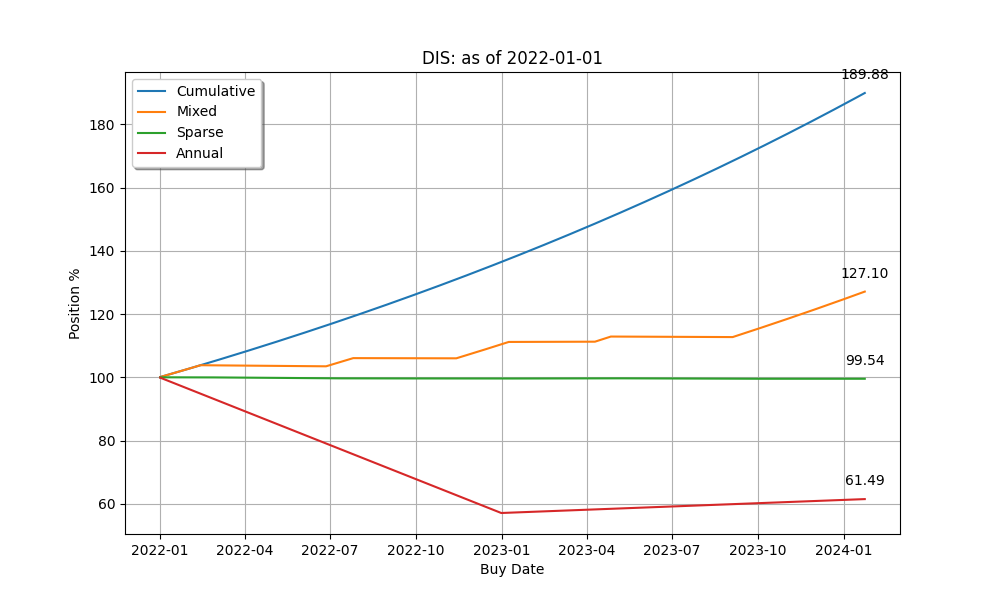 DIS: as of 2022-01-01
189.88
Cumulative
Mixed
Sparse
Annual
180
160
140
127.10
120
Position %
99.54
100
80
61.49
60
2022-01 2022-04 2022-07 2022-10 2023-01 2023-04 2023-07 2023-10 2024-01
Buy Date